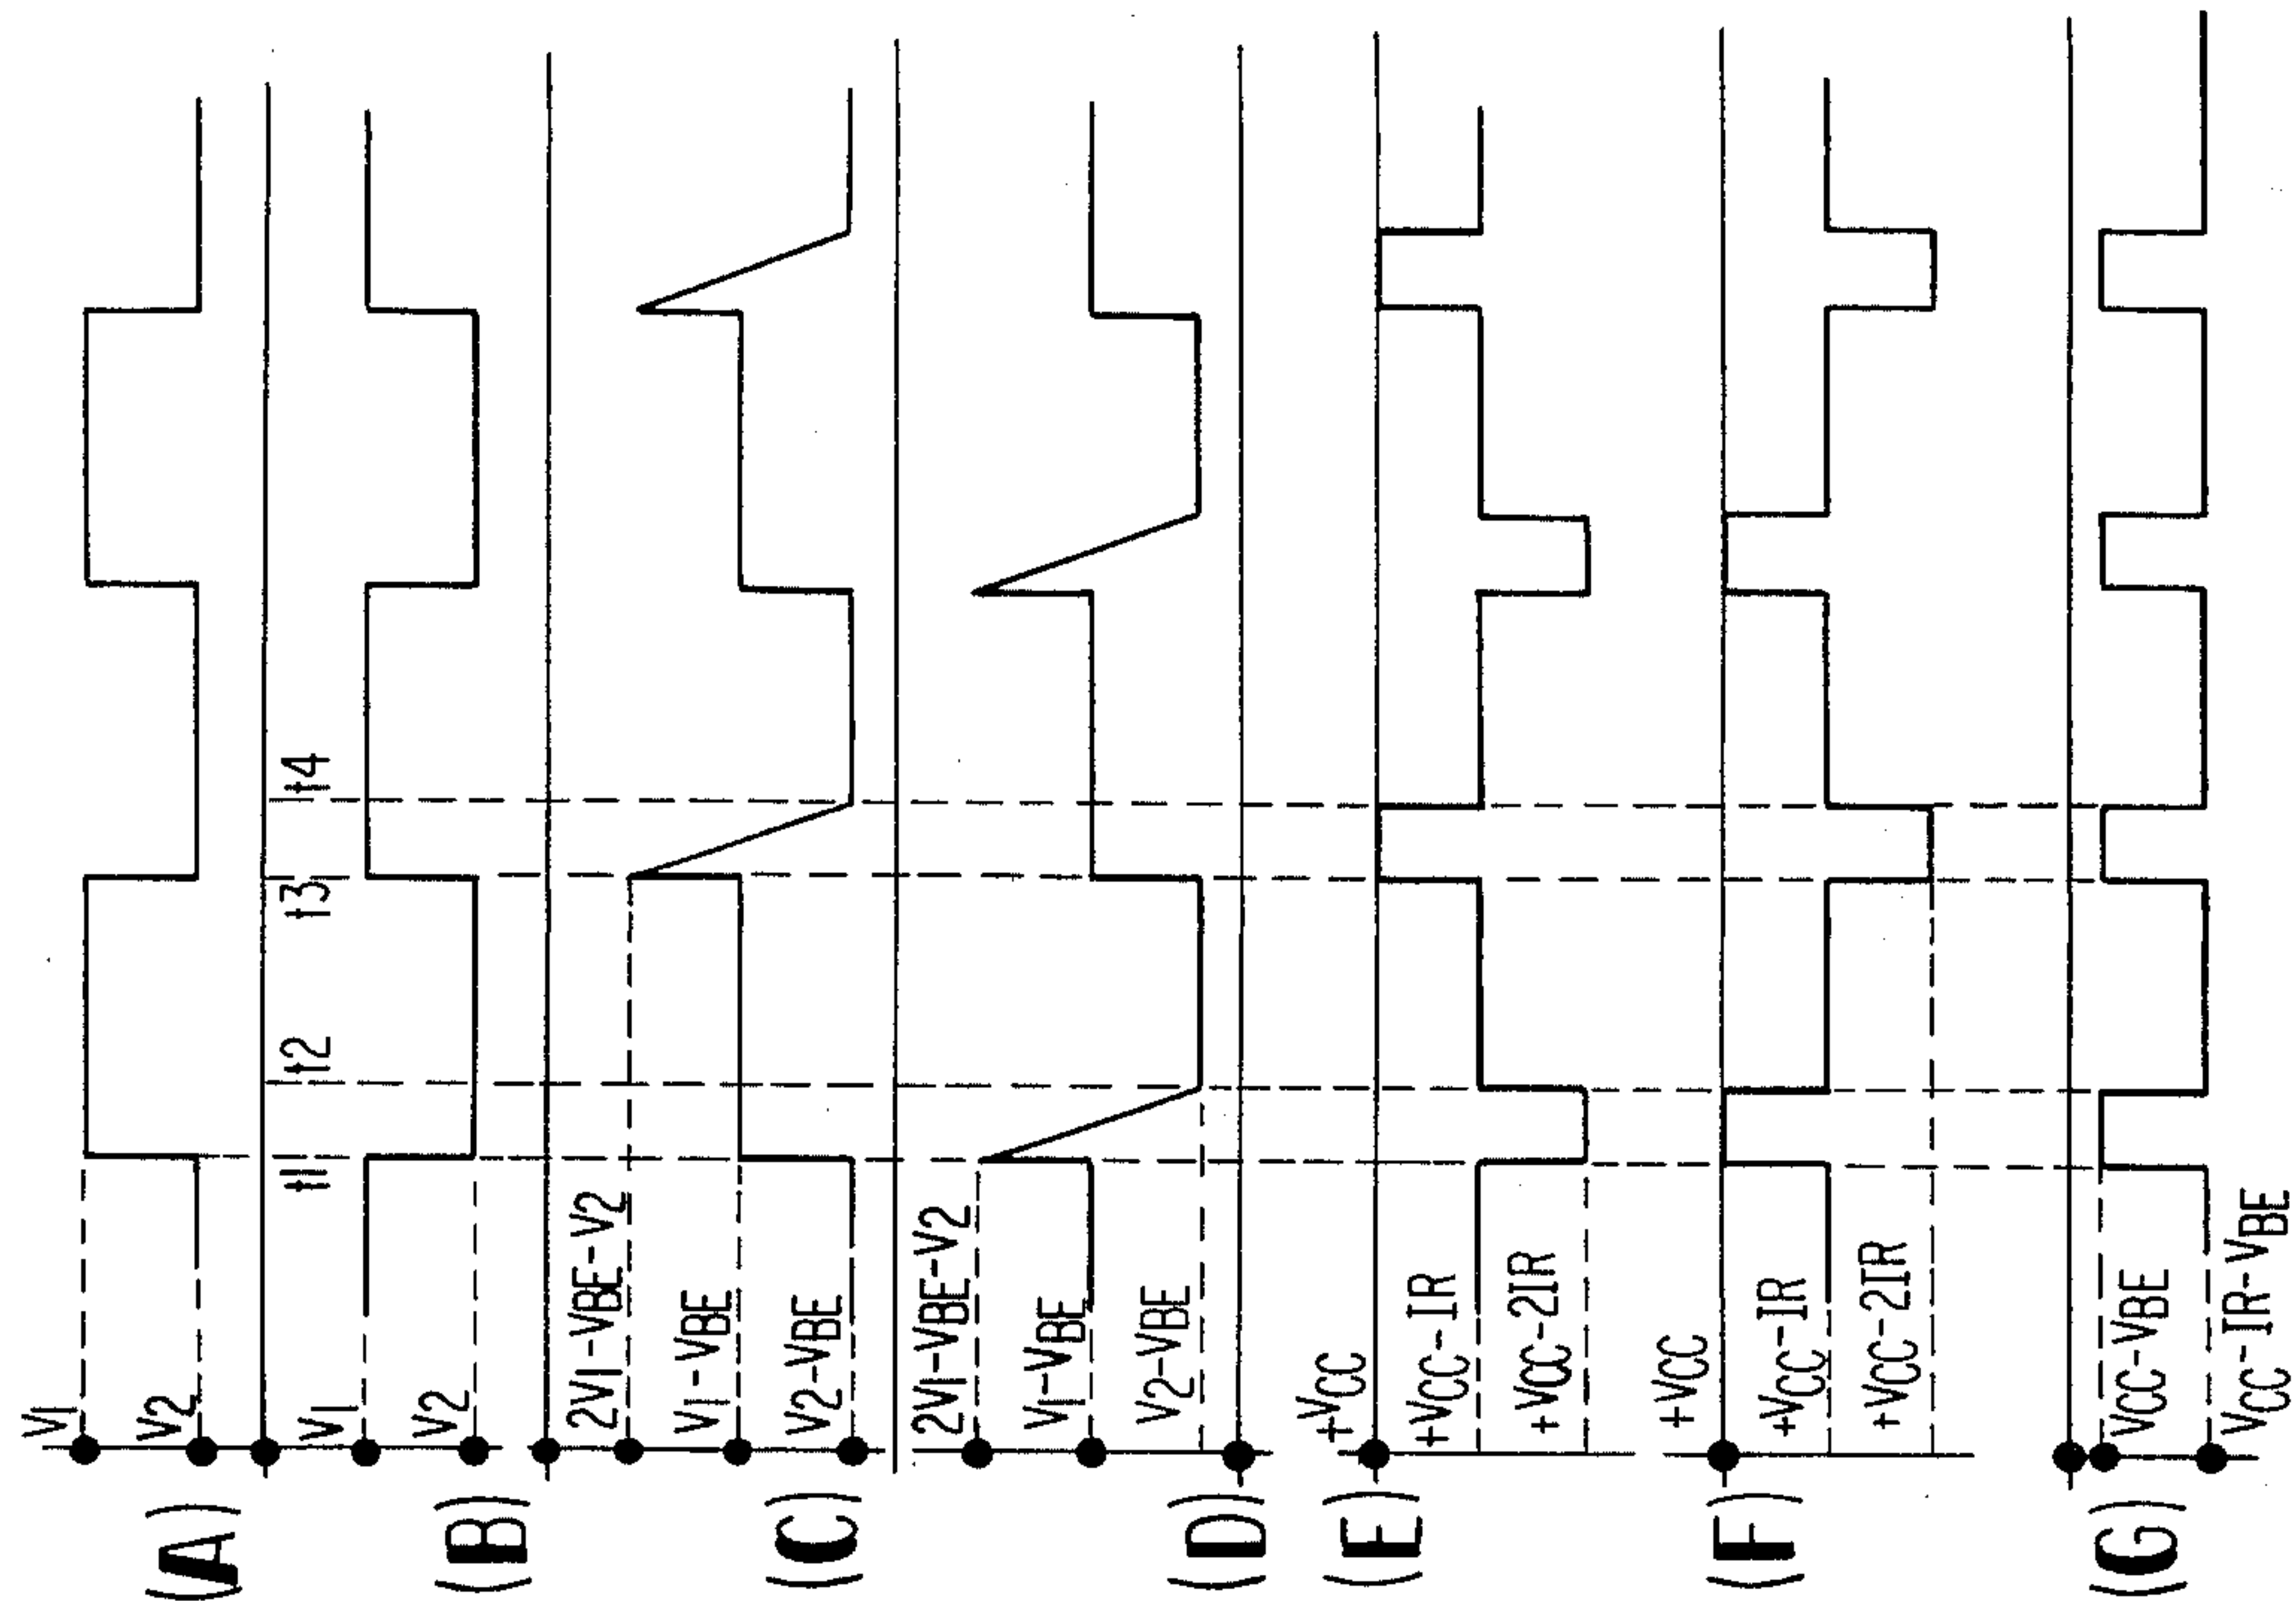 (A)
V1
V2
t1
t2
t3
t4
(B)
V1
V2
(C)
2V1-VBE-V2
V1-VBE
V2-VBE
(D)
2V1-VBE-V2
V1-VBE
V2-VBE
(E)
+VCC
+VCC-IR
+VCC-2IR
(F)
+VCC
+VCC-IR
+VCC-2IR
(G)
VCC-VBE
VCC-IR-VBE